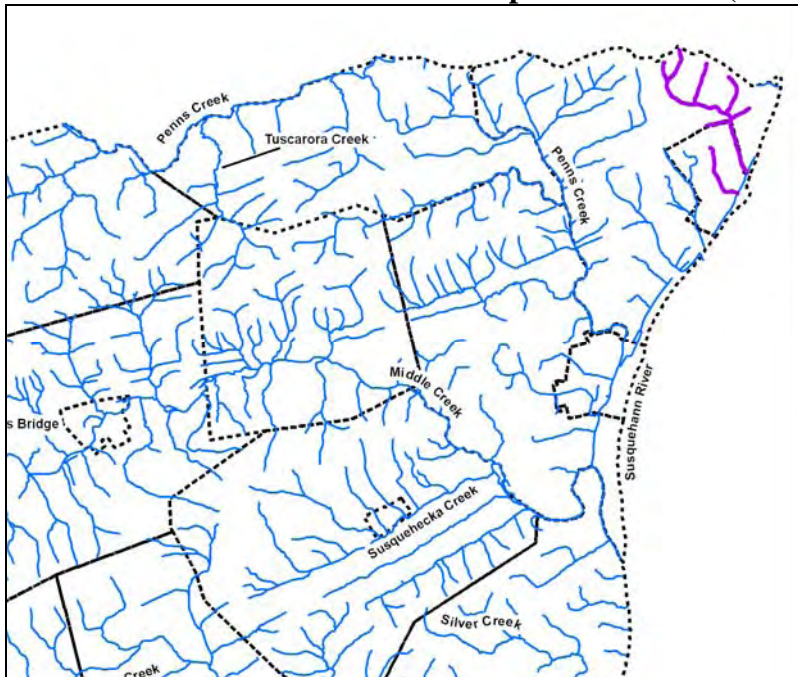 Penns Creek
Tuscarora Creek
Penns Creek
Middle Creek
s Bridge
Susquehann River
Susquehecka Creek
Silver Creek
Creek